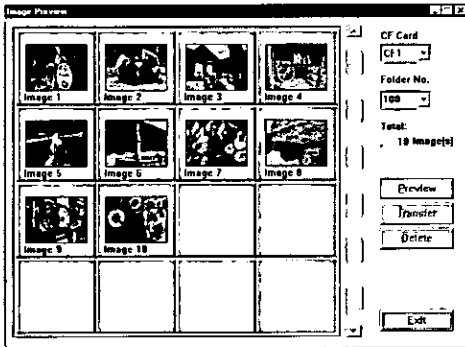 Image Preview
CF Card
CF1
Image 1
Image 2
Image 3
Image 4
Folder No.
100
Total:
10 Image[s]
Image 5
Image 6
Image 7
Image 8
Preview
Transfer
Delete
Image 9
Image 10
Exit